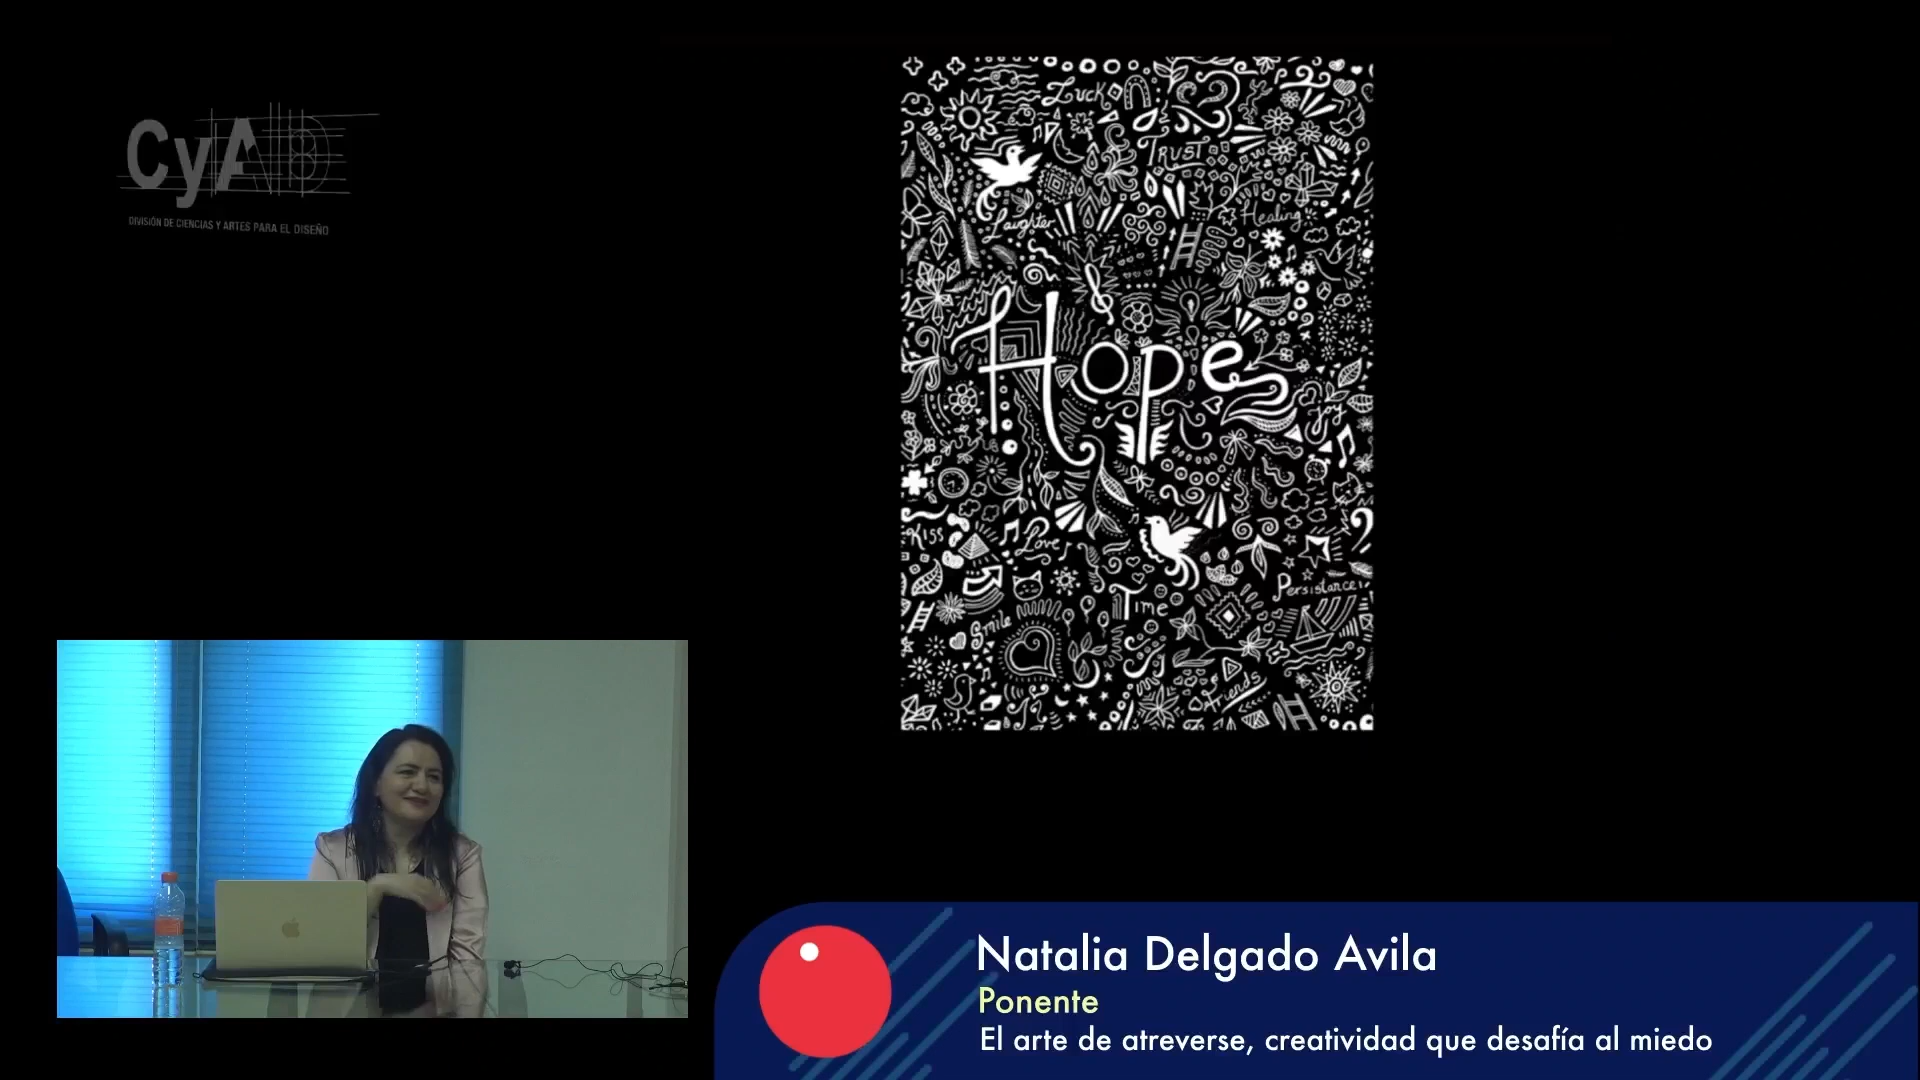 CyAD
DIVISIÓN DE CIENCIAS Y ARTES PARA EL DISEÑO
Luck
TRUST
Healing
Laughter
Hope
Joy
Kiss
Love
Persistance
Time
Smile
Friends
Natalia Delgado Avila
Ponente
El arte de atreverse, creatividad que desafía al miedo